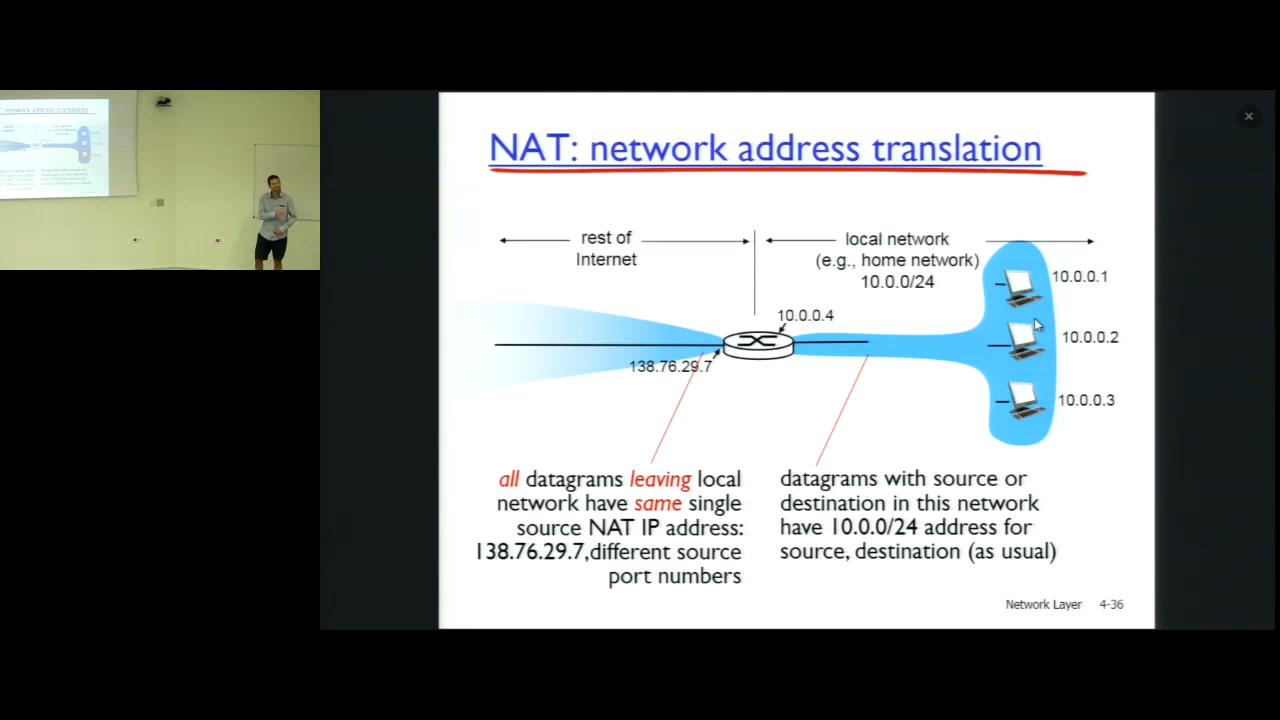 NAT: network address translation
rest of
Internet
local network
(e.g., home network)
10.0.0/24
10.0.0.1
10.0.0.4
10.0.0.2
138.76.29.7
10.0.0.3
all datagrams leaving local
network have same single
source NAT IP address:
138.76.29.7,different source
port numbers
datagrams with source or
destination in this network
have 10.0.0/24 address for
source, destination (as usual)
Network Layer 4-36
network address translation